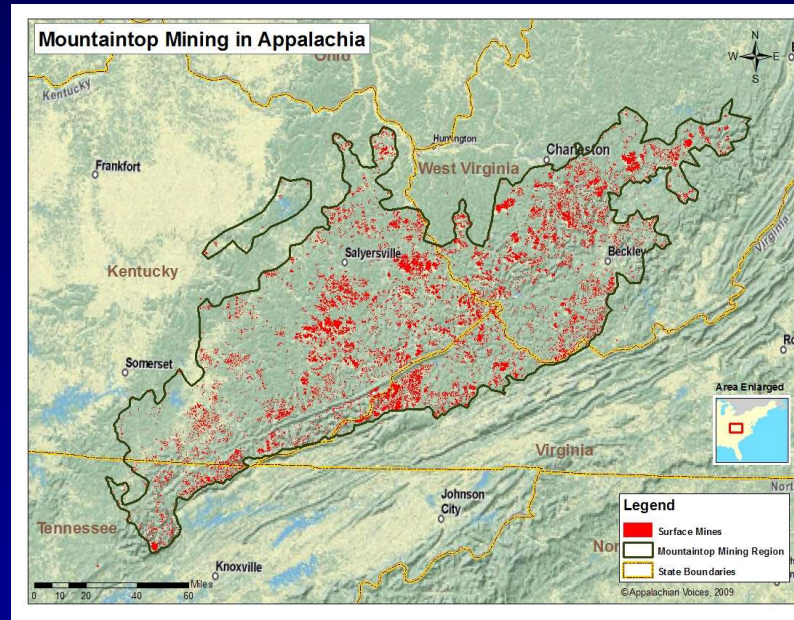 Mountaintop Mining in Appalachia
Ohio
N
W E
S
Kentucky
Huntington
Charleston
Frankfort
West Virginia
Salyersville
Beckley
Kentucky
Virginia
Somerset
Area Enlarged
Virginia
Johnson
City
Tennessee
Knoxville
Miles
0 10 20 40 60
Legend
Surface Mines
Mountaintop Mining Region
State Boundaries
©Appalachian Voices, 2009